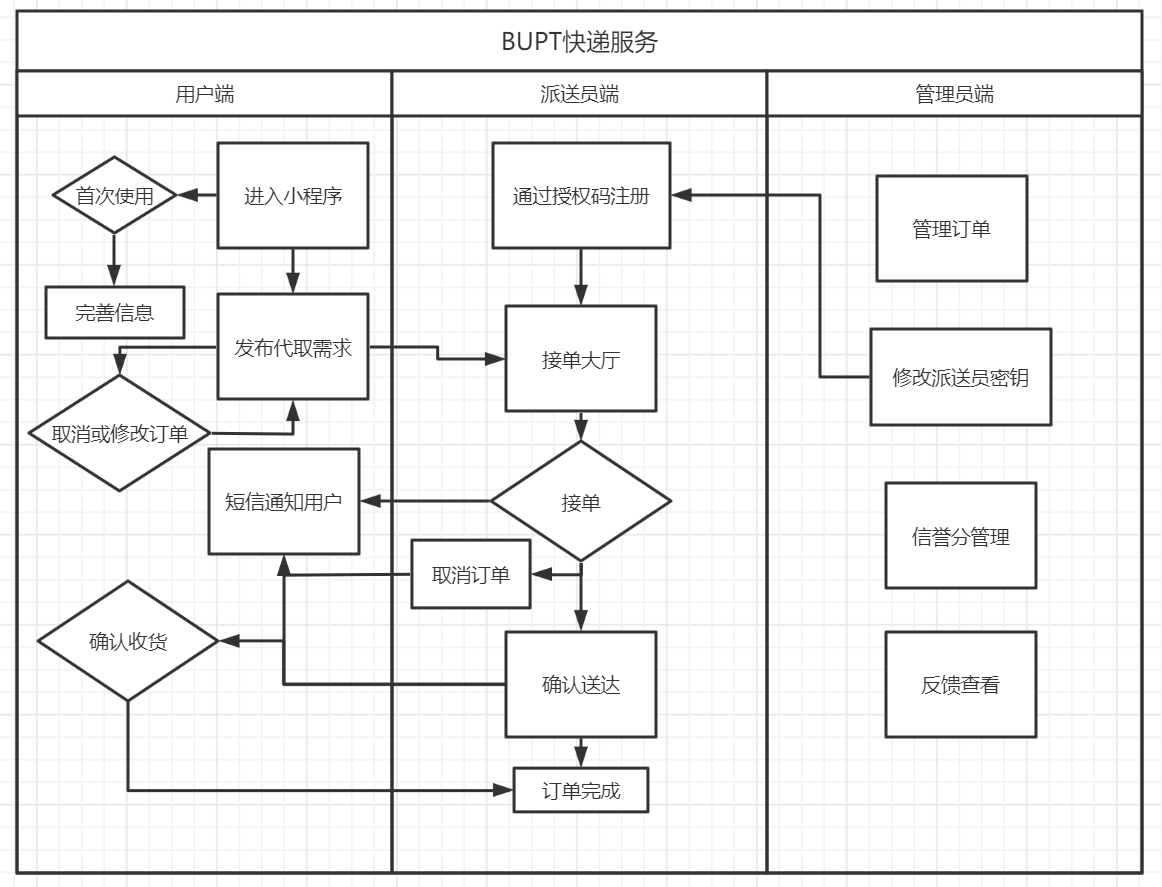 BUPT快递服务
用户端
派送员端
管理员端
首次使用
进入小程序
通过授权码注册
管理订单
完善信息
发布代取需求
接单大厅
修改派送员密钥
取消或修改订单
短信通知用户
接单
信誉分管理
取消订单
确认收货
确认送达
反馈查看
订单完成